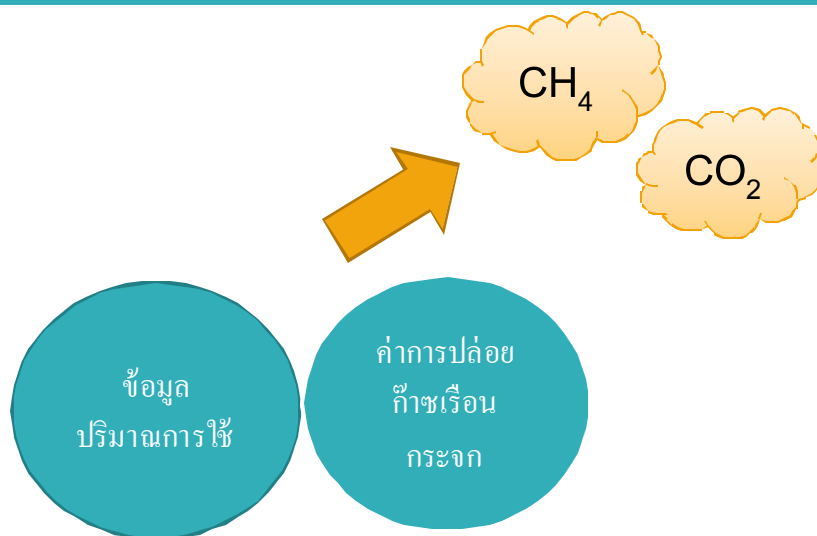 CH₄
CO₂
ข้อมูล
ปริมาณการใช้
ค่าการปล่อย
ก๊าซเรือน
กระจก